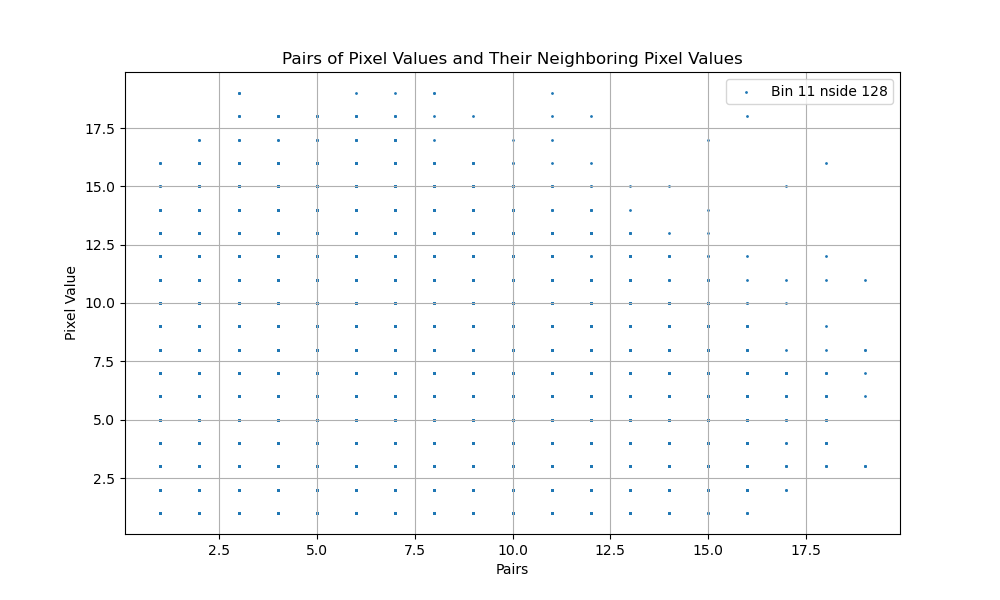 Pairs of Pixel Values and Their Neighboring Pixel Values
Bin 11 nside 128
Pixel Value
17.5
15.0
12.5
10.0
7.5
5.0
2.5
2.5 5.0 7.5 10.0 12.5 15.0 17.5
Pairs